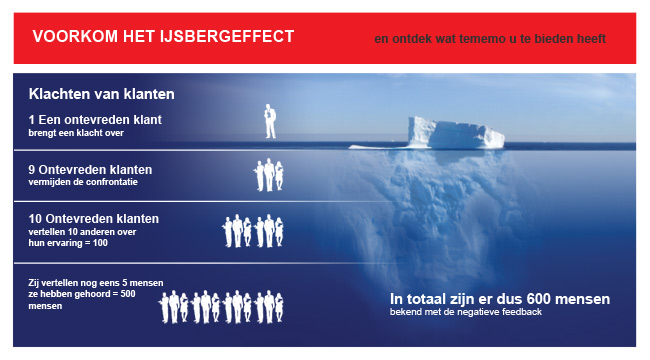 VOORKOM HET IJSBERGEFFECT
en ontdek wat tememo u te bieden heeft
Klachten van klanten
1 Een ontevreden klant
brengt een klacht over
9 Ontevreden klanten
vermijden de confrontatie
10 Ontevreden klanten
vertellen 10 anderen over
hun ervaring = 100
Zij vertellen nog eens 5 mensen
ze hebben gehoord = 500
mensen
In totaal zijn er dus 600 mensen
bekend met de negatieve feedback